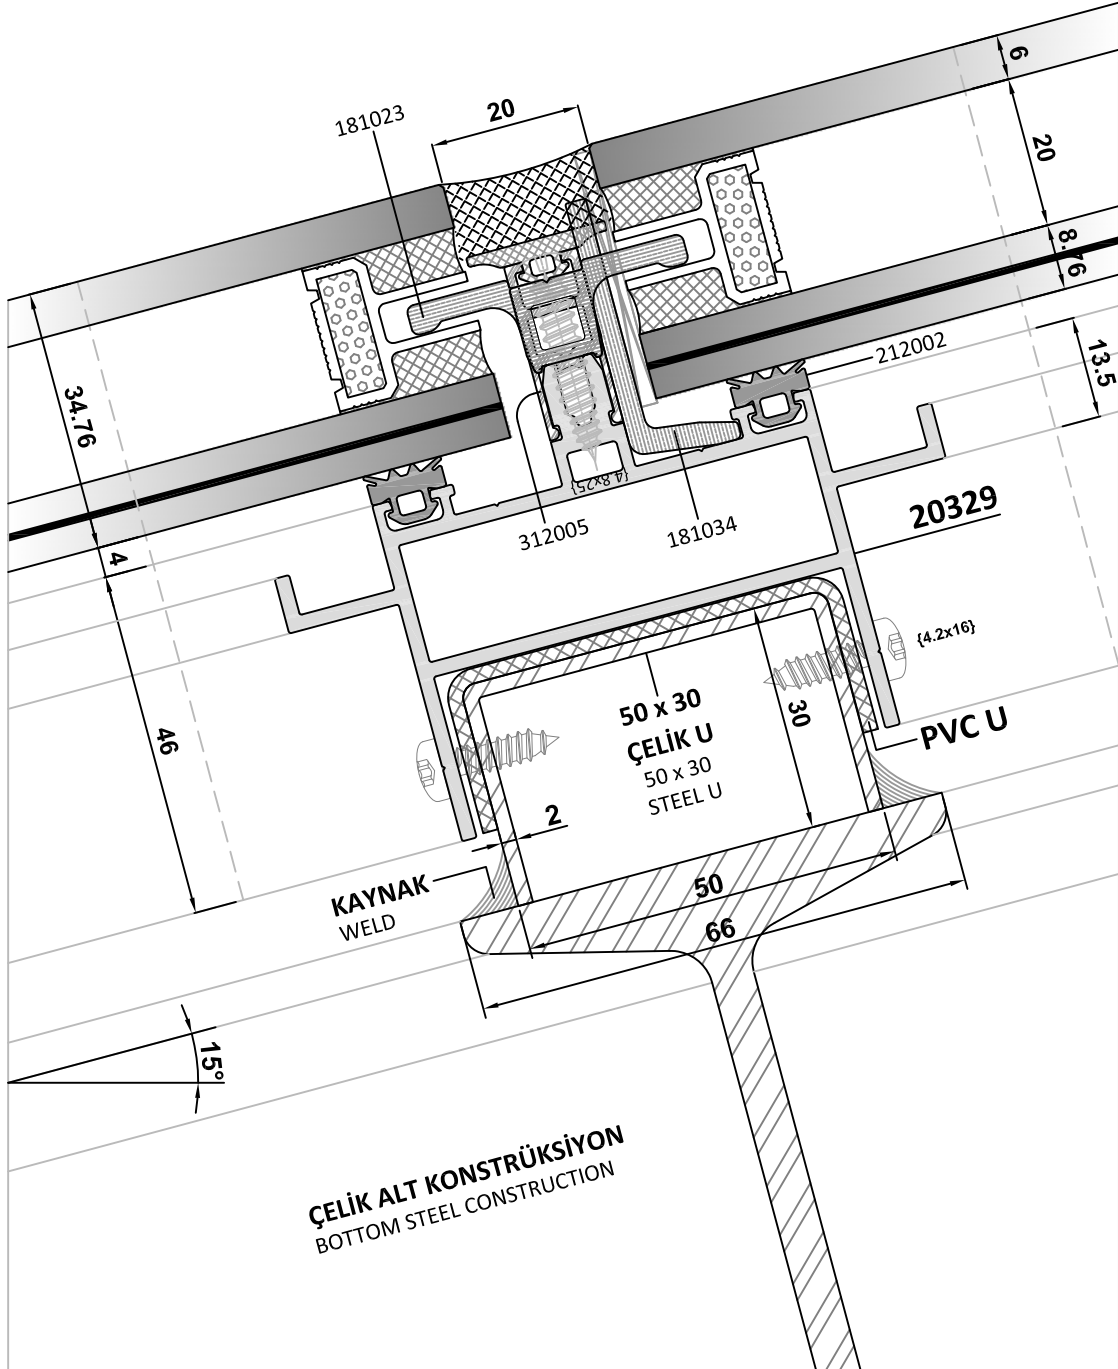 6
20
181023
20
8.76
212002
13.5
34.76
20329
{4.8x25}
312005
181034
4
{4.2x16}
50 x 30
ÇELİK U
50 x 30
STEEL U
30
PVC U
46
2
KAYNAK
WELD
50
66
15°
ÇELİK ALT KONSTRÜKSİYON
BOTTOM STEEL CONSTRUCTION